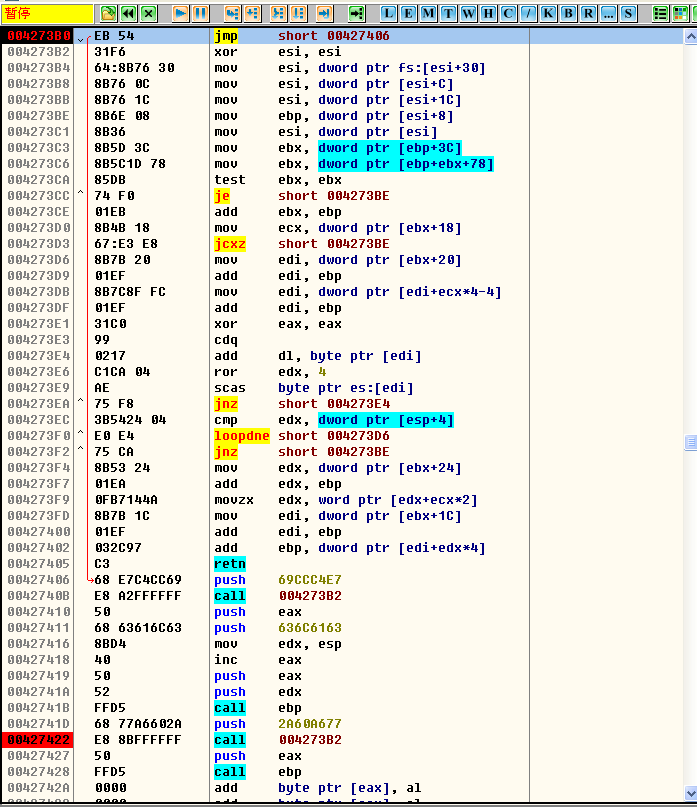 暂停 L E M T W H C / K B R ... S
004273B0 EB 54 jmp short 00427406
004273B2 31F6 xor esi, esi
004273B4 64:8B76 30 mov esi, dword ptr fs:[esi+30]
004273B8 8B76 0C mov esi, dword ptr [esi+C]
004273BB 8B76 1C mov esi, dword ptr [esi+1C]
004273BE 8B6E 08 mov ebp, dword ptr [esi+8]
004273C1 8B36 mov esi, dword ptr [esi]
004273C3 8B5D 3C mov ebx, dword ptr [ebp+3C]
004273C6 8B5C1D 78 mov ebx, dword ptr [ebp+ebx+78]
004273CA 85DB test ebx, ebx
004273CC ^ 74 F0 je short 004273BE
004273CE 01EB add ebx, ebp
004273D0 8B4B 18 mov ecx, dword ptr [ebx+18]
004273D3 67:E3 E8 jcxz short 004273BE
004273D6 8B7B 20 mov edi, dword ptr [ebx+20]
004273D9 01EF add edi, ebp
004273DB 8B7C8F FC mov edi, dword ptr [edi+ecx*4-4]
004273DF 01EF add edi, ebp
004273E1 31C0 xor eax, eax
004273E3 99 cdq
004273E4 0217 add dl, byte ptr [edi]
004273E6 C1CA 04 ror edx, 4
004273E9 AE scas byte ptr es:[edi]
004273EA ^ 75 F8 jnz short 004273E4
004273EC 3B5424 04 cmp edx, dword ptr [esp+4]
004273F0 ^ E0 E4 loopdne short 004273D6
004273F2 ^ 75 CA jnz short 004273BE
004273F4 8B53 24 mov edx, dword ptr [ebx+24]
004273F7 01EA add edx, ebp
004273F9 0FB7144A movzx edx, word ptr [edx+ecx*2]
004273FD 8B7B 1C mov edi, dword ptr [ebx+1C]
00427400 01EF add edi, ebp
00427402 032C97 add ebp, dword ptr [edi+edx*4]
00427405 C3 retn
00427406 68 E7C4CC69 push 69CCC4E7
0042740B E8 A2FFFFFF call 004273B2
00427410 50 push eax
00427411 68 63616C63 push 636C6163
00427416 8BD4 mov edx, esp
00427418 40 inc eax
00427419 50 push eax
0042741A 52 push edx
0042741B FFD5 call ebp
0042741D 68 77A6602A push 2A60A677
00427422 E8 8BFFFFFF call 004273B2
00427427 50 push eax
00427428 FFD5 call ebp
0042742A 0000 add byte ptr [eax], al